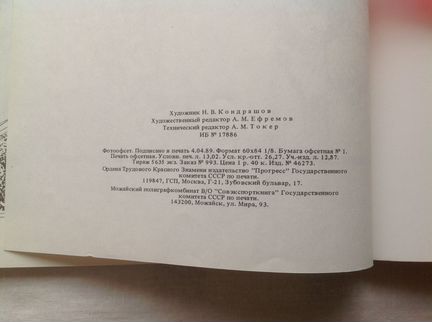 Художник Н. В. Кондрашов
Художественный редактор А. М. Ефремов
Технический редактор А. М. Токер
ИБ № 17886
Фотоофсет. Подписано в печать 4.04.89. Формат 60x84 1/8. Бумага офсетная № 1.
Печать офсетная. Условн. печ. л. 13,02. Усл. кр.-отт. 26,27. Уч.-изд. л. 12,87.
Тираж 5635 экз. Заказ № 993. Цена 1 р. 40 к. Изд. № 46273.
Ордена Трудового Красного Знамени издательство "Прогресс" Государственного
комитета СССР по печати.
119847, ГСП, Москва, Г-21, Зубовский бульвар, 17.
Можайский полиграфкомбинат В/О "Совэкспорткнига" Государственного
комитета СССР по печати.
143200, Можайск, ул. Мира, 93.